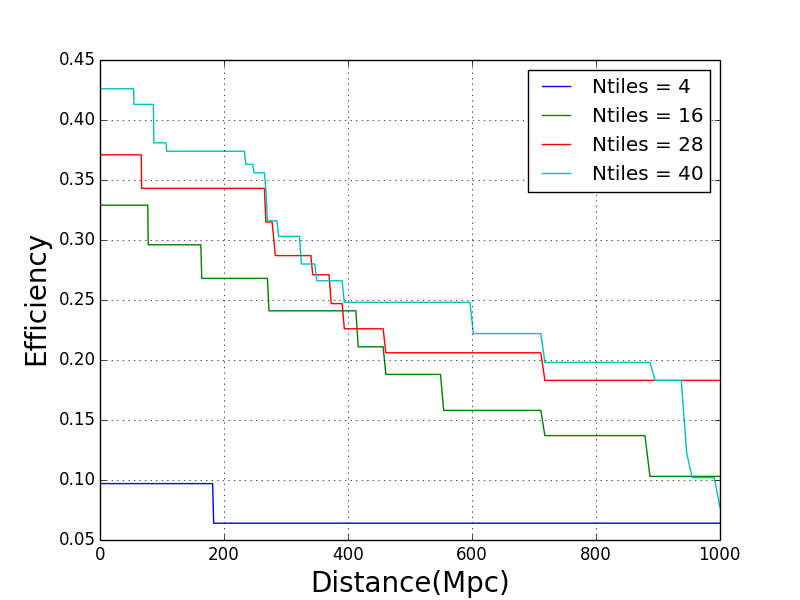 0.45
0.40
0.35
0.30
0.25
0.20
0.15
0.10
0.05
Efficiency
Ntiles = 4
Ntiles = 16
Ntiles = 28
Ntiles = 40
0 200 400 600 800 1000
Distance(Mpc)